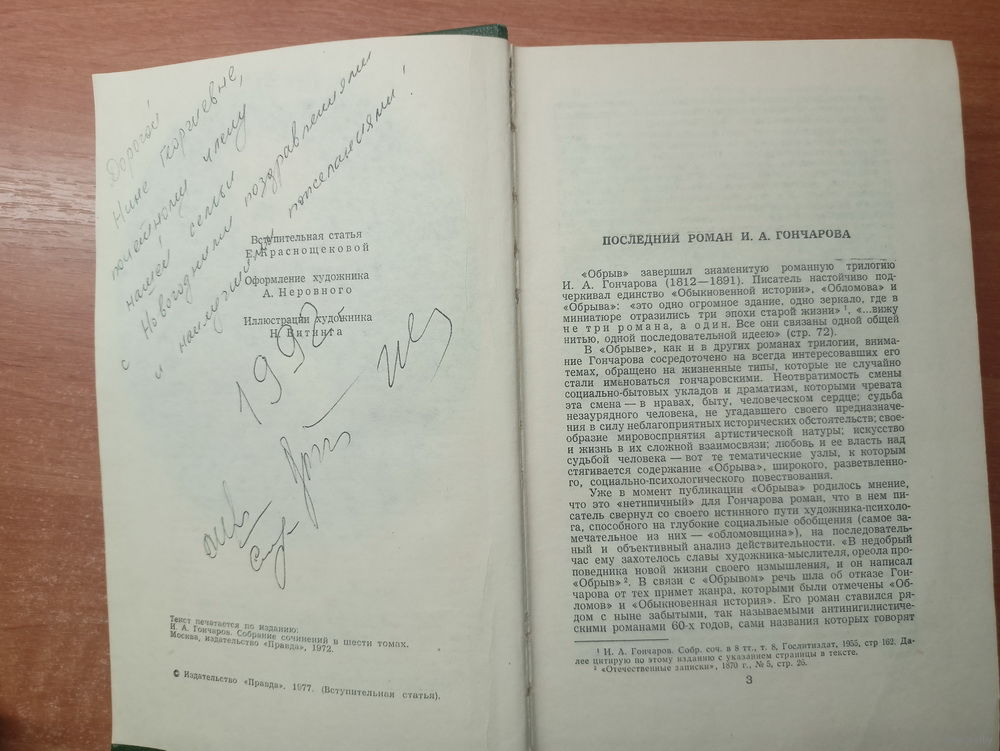 Дорогой
Нине Георгиевне,
почётному члену
нашей семьи
с Новогодними поздравлениями
и наилучшими пожеланиями!
1990
Вступительная статья
Е. Краснощековой
Оформление художника
А. Неровного
Иллюстрации художника
Н. Витинга
Текст печатается по изданию:
И. А. Гончаров. Собрание сочинений в шести томах.
Москва, издательство «Правда», 1972.
© Издательство «Правда». 1977. (Вступительная статья).
ПОСЛЕДНИЙ РОМАН И. А. ГОНЧАРОВА
«Обрыв» завершил знаменитую романную трилогию
И. А. Гончарова (1812—1891). Писатель настойчиво под-
черкивал единство «Обыкновенной истории», «Обломова» и
«Обрыва»: «это одно огромное здание, одно зеркало, где в
миниатюре отразились три эпохи старой жизни» ¹, «...вижу
не три романа, а один. Все они связаны одной общей
нитью, одной последовательной идеею» (стр. 72).
В «Обрыве», как и в других романах трилогии, внима-
ние Гончарова сосредоточено на всегда интересовавших его
темах, обращено на жизненные типы, которые не случайно
стали именоваться гончаровскими. Неотвратимость смены
социально-бытовых укладов и драматизм, которыми чревата
эта смена — в нравах, быту, человеческом сердце; судьба
незаурядного человека, не угадавшего своего предназначе-
ния в силу неблагоприятных исторических обстоятельств; свое-
образие мировосприятия артистической натуры; искусство
и жизнь в их сложной взаимосвязи; любовь и ее власть над
судьбой человека — вот те тематические узлы, к которым
стягивается содержание «Обрыва», широкого, разветвленно-
го, социально-психологического повествования.
Уже в момент публикации «Обрыва» родилось мнение,
что это «нетипичный» для Гончарова роман, что в нем пи-
сатель свернул со своего истинного пути художника-психоло-
га, способного на глубокие социальные обобщения (самое за-
мечательное из них — «обломовщина»), на последователь-
ный и объективный анализ действительности. «В недобрый
час ему захотелось славы художника-мыслителя, ореола про-
поведника новой жизни своего измышления, и он написал
«Обрыв» ². В связи с «Обрывом» речь шла об отказе Гон-
чарова от тех примет жанра, которыми были отмечены «Об-
ломов» и «Обыкновенная история». Его роман ставился ря-
дом с ныне забытыми, так называемыми антинигилистиче-
скими романами 60-х годов, сами названия которых говорят
¹ И. А. Гончаров. Собр. соч. в 8 тт., т. 8. Гослитиздат, 1955, стр 162. Да-
лее цитирую по этому изданию с указанием страницы в тексте.
² «Отечественные записки», 1870 г., № 5, стр. 26.
3